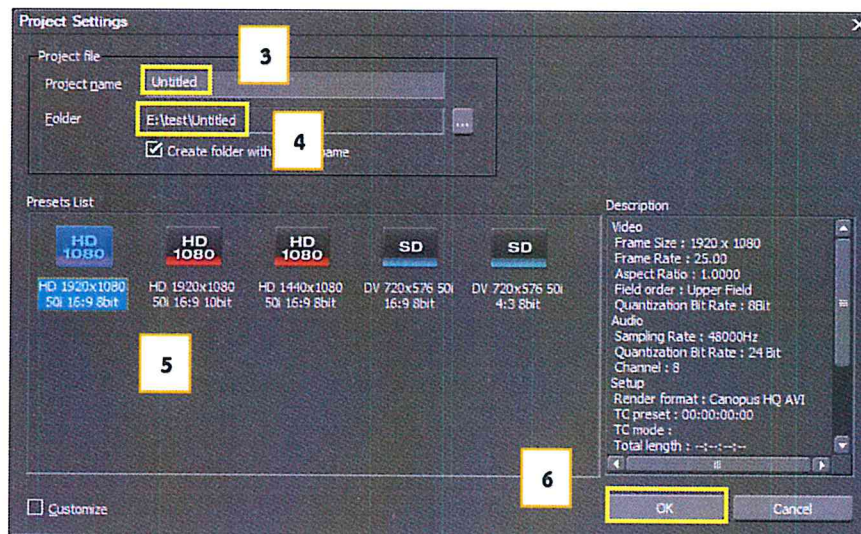 Project Settings
Project file
3
Project name Untitled
Folder E:\test\Untitled ...
4
Create folder with ame
Presets List
HD 1080
HD 1920x1080 50i 16:9 8bit
HD 1080
HD 1920x1080 50i 16:9 10bit
HD 1080
HD 1440x1080 50i 16:9 8bit
SD
DV 720x576 50i 16:9 8bit
SD
DV 720x576 50i 4:3 8bit
5
Description
Video
Frame Size : 1920 x 1080
Frame Rate : 25.00
Aspect Ratio : 1.0000
Field order : Upper Field
Quantization Bit Rate : 8Bit
Audio
Sampling Rate : 48000Hz
Quantization Bit Rate : 24 Bit
Channel : 8
Setup
Render format : Canopus HQ AVI
TC preset : 00:00:00:00
TC mode :
Total length : --:--:--:--
6
Customize
OK
Cancel